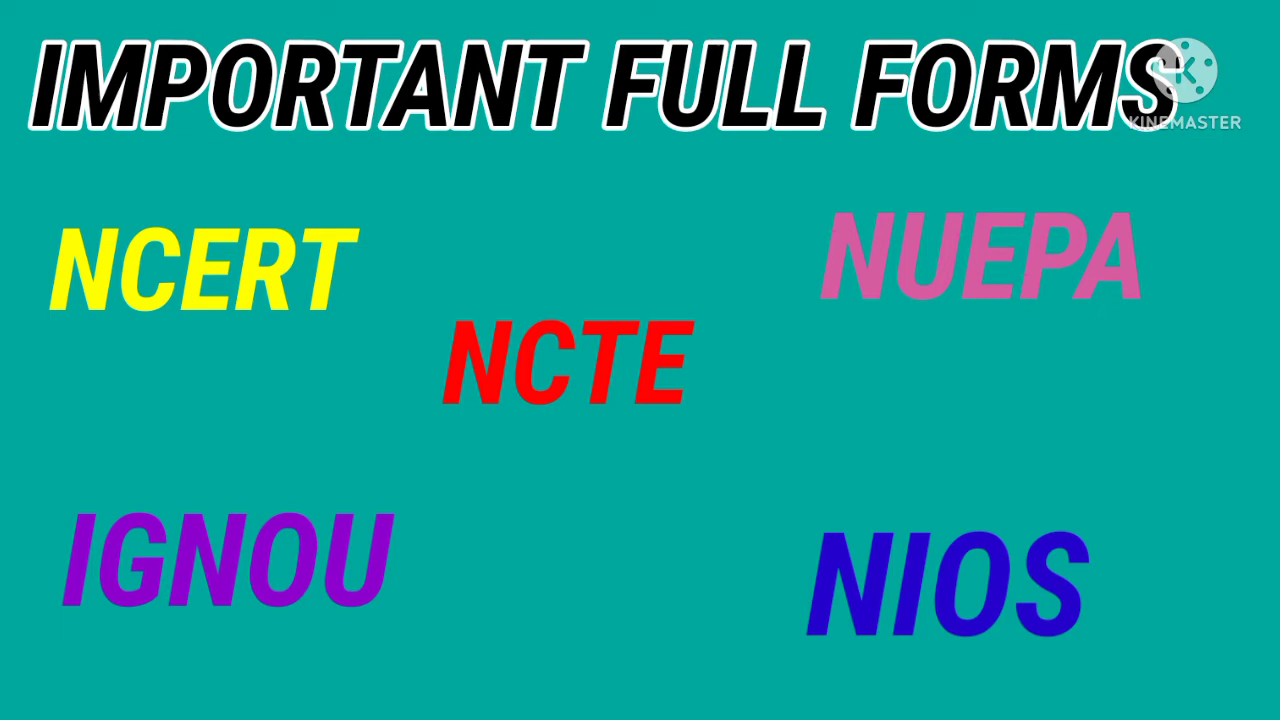 IMPORTANT FULL FORMS
KINEMASTER
NCERT
NUEPA
NCTE
IGNOU
NIOS